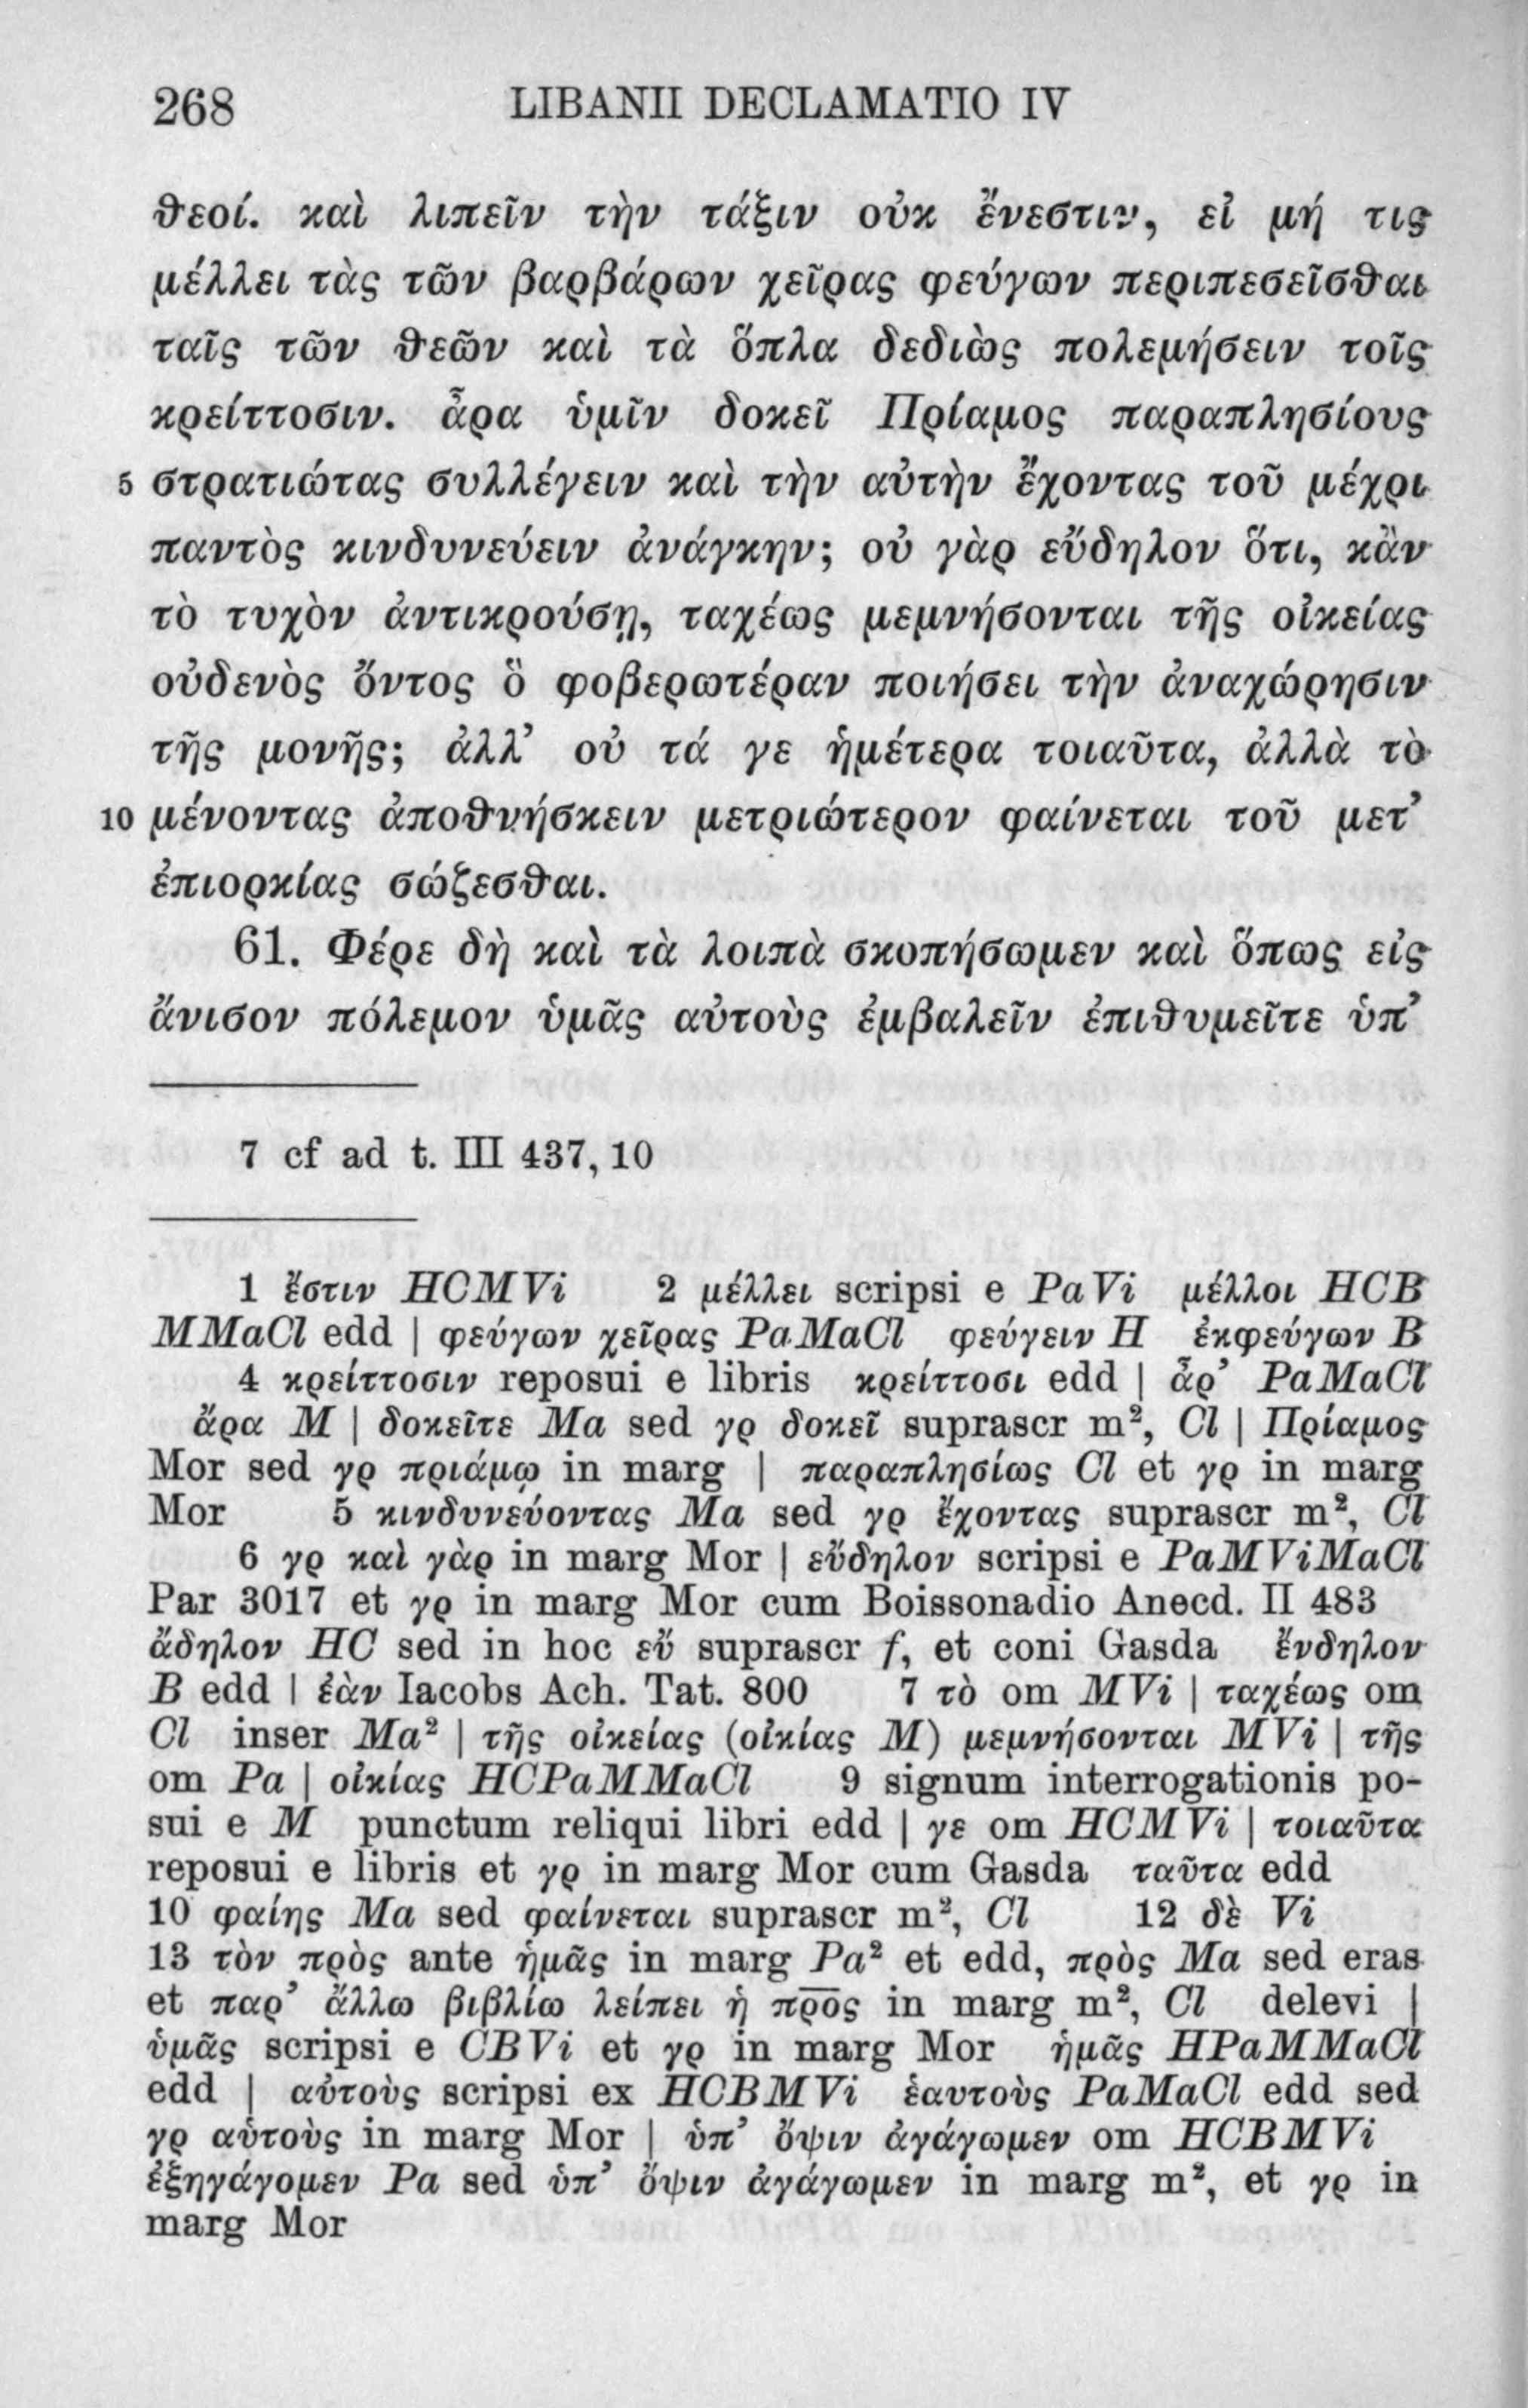 268 LIBANII DECLAMATIO IV
θεοί. καὶ λιπεῖν τὴν τάξιν οὐκ ἔνεστιν, εἰ μή τις
μέλλει τὰς τῶν βαρβάρων χεῖρας φεύγων περιπεσεῖσθαι
ταῖς τῶν θεῶν καὶ τὰ ὅπλα δεδιὼς πολεμήσειν τοῖς
κρείττοσιν. ἆρα ὑμῖν δοκεῖ Πρίαμος παραπλησίους
5 στρατιώτας συλλέγειν καὶ τὴν αὐτὴν ἔχοντας τοῦ μέχρι
παντὸς κινδυνεύειν ἀνάγκην; οὐ γὰρ εὔδηλον ὅτι, κἂν
τὸ τυχὸν ἀντικρούσῃ, ταχέως μεμνήσονται τῆς οἰκείας
οὐδενὸς ὄντος ὃ φοβερωτέραν ποιήσει τὴν ἀναχώρησιν
τῆς μονῆς; ἀλλ’ οὐ τά γε ἡμέτερα τοιαῦτα, ἀλλὰ τὸ
10 μένοντας ἀποθνήσκειν μετριώτερον φαίνεται τοῦ μετ’
ἐπιορκίας σώζεσθαι.
61. Φέρε δὴ καὶ τὰ λοιπὰ σκοπήσωμεν καὶ ὅπως εἰς
ἄνισον πόλεμον ὑμᾶς αὐτοὺς ἐμβαλεῖν ἐπιθυμεῖτε ὑπ’
7 cf ad t. III 437, 10
1 ἔστιν HCMVi 2 μέλλει scripsi e PaVi μέλλοι HCB
MMaCl edd | φεύγων χεῖρας PaMaCl φεύγειν H ἐκφεύγων B
4 κρείττοσιν reposui e libris κρείττοσι edd | ἆρ’ PaMaCl
ἄρα M | δοκεῖτε Ma sed γρ δοκεῖ suprascr m², Cl | Πρίαμος
Mor sed γρ πριάμῳ in marg | παραπλησίως Cl et γρ in marg
Mor 5 κινδυνεύοντας Ma sed γρ ἔχοντας suprascr m², Cl
6 γρ καὶ γὰρ in marg Mor | εὔδηλον scripsi e PaMViMaCl
Par 3017 et γρ in marg Mor cum Boissonadio Anecd. II 483
ἄδηλον HC sed in hoc εὔ suprascr f, et coni Gasda ἔνδηλον
B edd | ἐὰν Iacobs Ach. Tat. 800 7 τὸ om MVi | ταχέως om
Cl inser Ma² | τῆς οἰκείας (οἰκίας M) μεμνήσονται MVi | τῆς
om Pa | οἰκίας HCPaMMaCl 9 signum interrogationis po-
sui e M punctum reliqui libri edd | γε om HCMVi | τοιαῦτα
reposui e libris et γρ in marg Mor cum Gasda ταῦτα edd
10 φαίης Ma sed φαίνεται suprascr m², Cl 12 δὲ Vi
13 τὸν πρὸς ante ἡμᾶς in marg Pa² et edd, πρὸς Ma sed eras
et παρ’ ἄλλω βιβλίω λείπει ἡ προς in marg m², Cl delevi |
ὑμᾶς scripsi e CBVi et γρ in marg Mor ἡμᾶς HPaMMaCl
edd | αὐτοὺς scripsi ex HCBMVi ἑαυτοὺς PaMaCl edd sed
γρ αὑτοὺς in marg Mor | ὑπ’ ὄψιν ἀγάγωμεν om HCBMVi
ἐξηγάγομεν Pa sed ὑπ’ ὄψιν ἀγάγωμεν in marg m², et γρ in
marg Mor